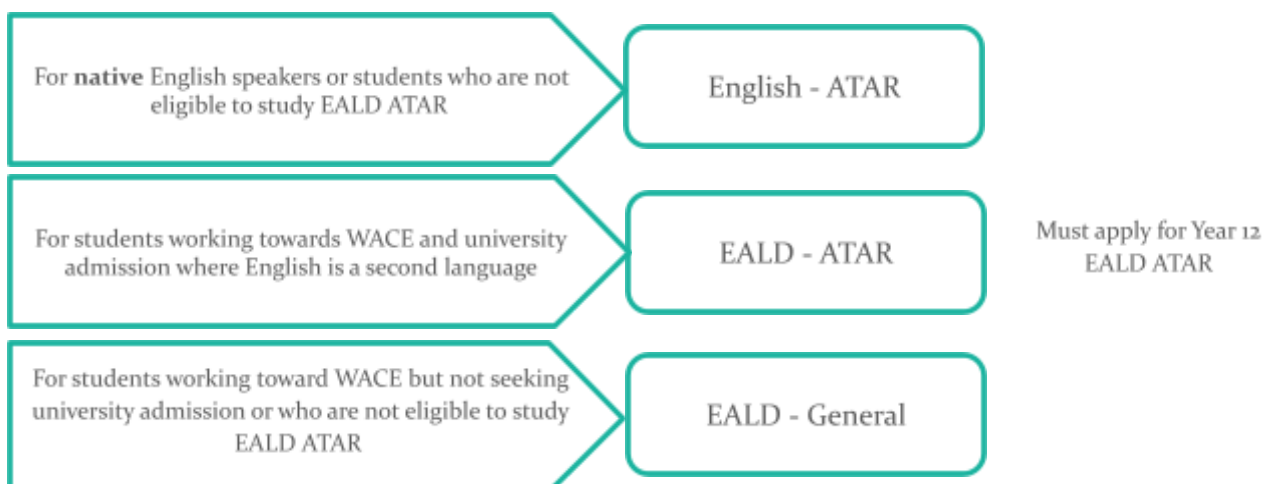 For native English speakers or students who are not
eligible to study EALD ATAR
English - ATAR
For students working towards WACE and university
admission where English is a second language
EALD - ATAR
Must apply for Year 12
EALD ATAR
For students working toward WACE but not seeking
university admission or who are not eligible to study
EALD ATAR
EALD - General